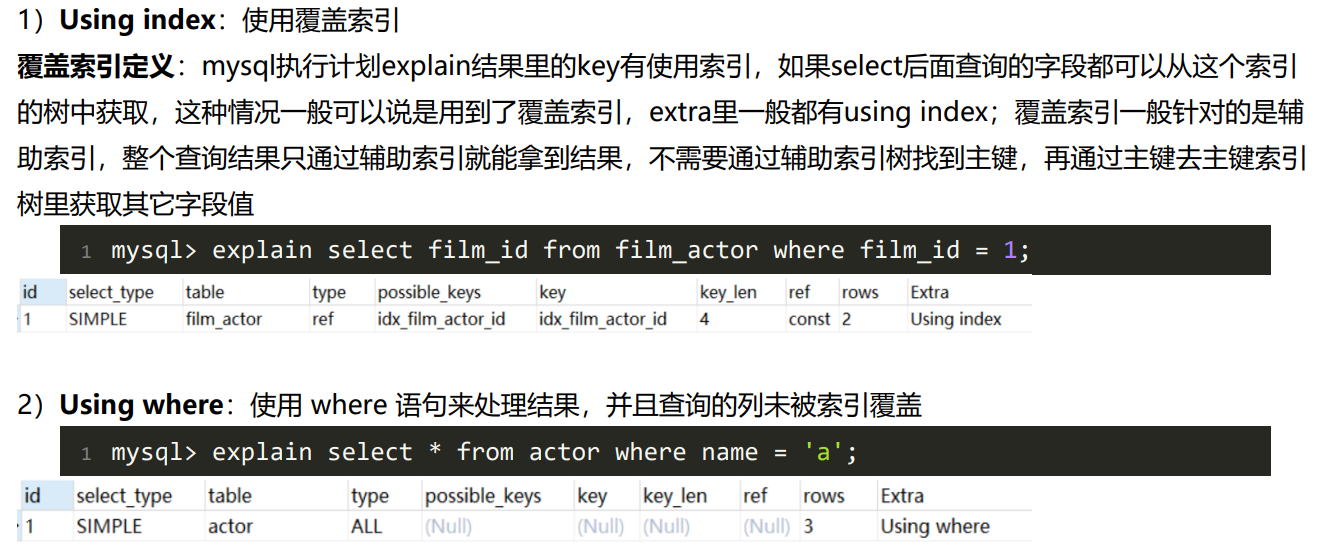 1）Using index：使用覆盖索引
覆盖索引定义：mysql执行计划explain结果里的key有使用索引，如果select后面查询的字段都可以从这个索引
的树中获取，这种情况一般可以说是用到了覆盖索引，extra里一般都有using index；覆盖索引一般针对的是辅
助索引，整个查询结果只通过辅助索引就能拿到结果，不需要通过辅助索引树找到主键，再通过主键去主键索引
树里获取其它字段值
1 mysql> explain select film_id from film_actor where film_id = 1;
id select_type table type possible_keys key key_len ref rows Extra
1 SIMPLE film_actor ref idx_film_actor_id idx_film_actor_id 4 const 2 Using index
2）Using where：使用 where 语句来处理结果，并且查询的列未被索引覆盖
1 mysql> explain select * from actor where name = 'a';
id select_type table type possible_keys key key_len ref rows Extra
1 SIMPLE actor ALL (Null) (Null) (Null) (Null) 3 Using where